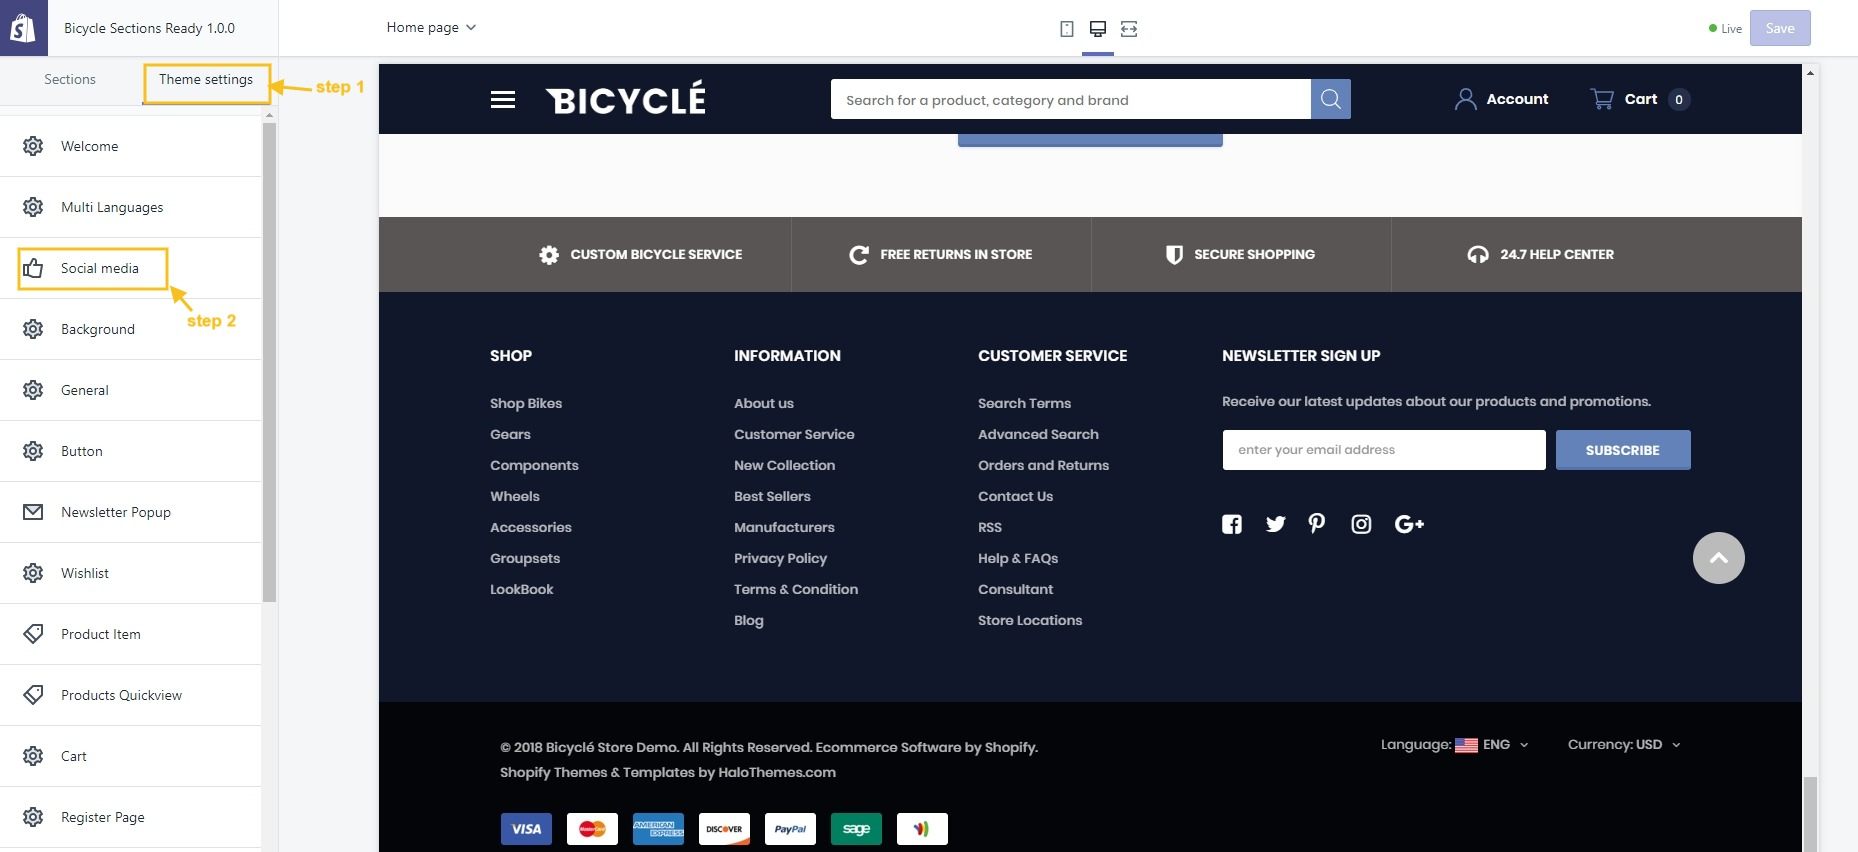 Bicycle Sections Ready 1.0.0
Home page
Live
Save
Sections
Theme settings
step 1
Welcome
Multi Languages
Social media
step 2
Background
General
Button
Newsletter Popup
Wishlist
Product Item
Products Quickview
Cart
Register Page
BICYCLÉ
Search for a product, category and brand
Account
Cart 0
CUSTOM BICYCLE SERVICE
FREE RETURNS IN STORE
SECURE SHOPPING
24.7 HELP CENTER
SHOP
Shop Bikes
Gears
Components
Wheels
Accessories
Groupsets
LookBook
INFORMATION
About us
Customer Service
New Collection
Best Sellers
Manufacturers
Privacy Policy
Terms & Condition
Blog
CUSTOMER SERVICE
Search Terms
Advanced Search
Orders and Returns
Contact Us
RSS
Help & FAQs
Consultant
Store Locations
NEWSLETTER SIGN UP
Receive our latest updates about our products and promotions.
enter your email address
SUBSCRIBE
© 2018 Bicyclé Store Demo. All Rights Reserved. Ecommerce Software by Shopify.
Shopify Themes & Templates by HaloThemes.com
Language: ENG
Currency: USD
VISA
MasterCard
AMERICAN EXPRESS
DISCOVER
PayPal
sage